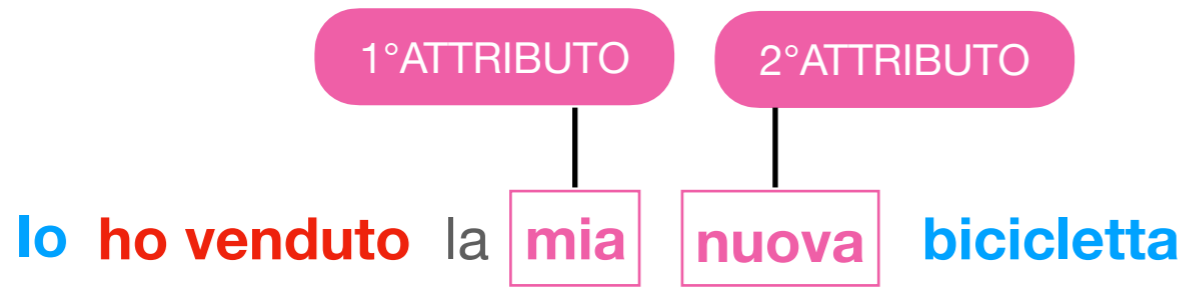 1°ATTRIBUTO 2°ATTRIBUTO
Io ho venduto la mia nuova bicicletta